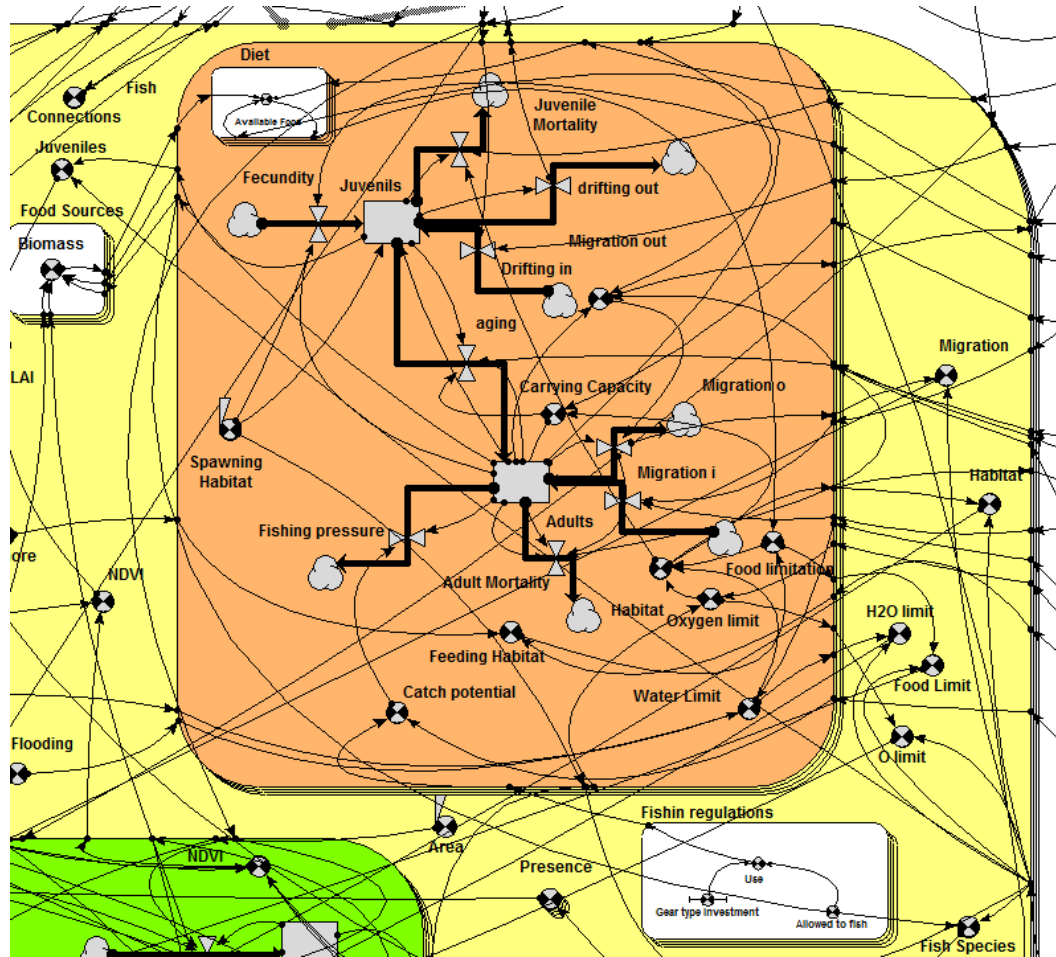 Diet
Fish
Available Food
Connections
Juvenile
Mortality
Juveniles
Fecundity
Juvenils
drifting out
Food Sources
Biomass
Migration out
Drifting in
aging
Migration
LAI
Carrying Capacity
Migration o
Spawning
Habitat
Migration i
Habitat
Fishing pressure
Adults
ore
NDVI
Adult Mortality
Food limitation
Habitat
Oxygen limit
H2O limit
Feeding Habitat
Food Limit
Catch potential
Water Limit
Flooding
O limit
Fishin regulations
Area
NDVI
Presence
Use
Gear type investment
Allowed to fish
Fish Species